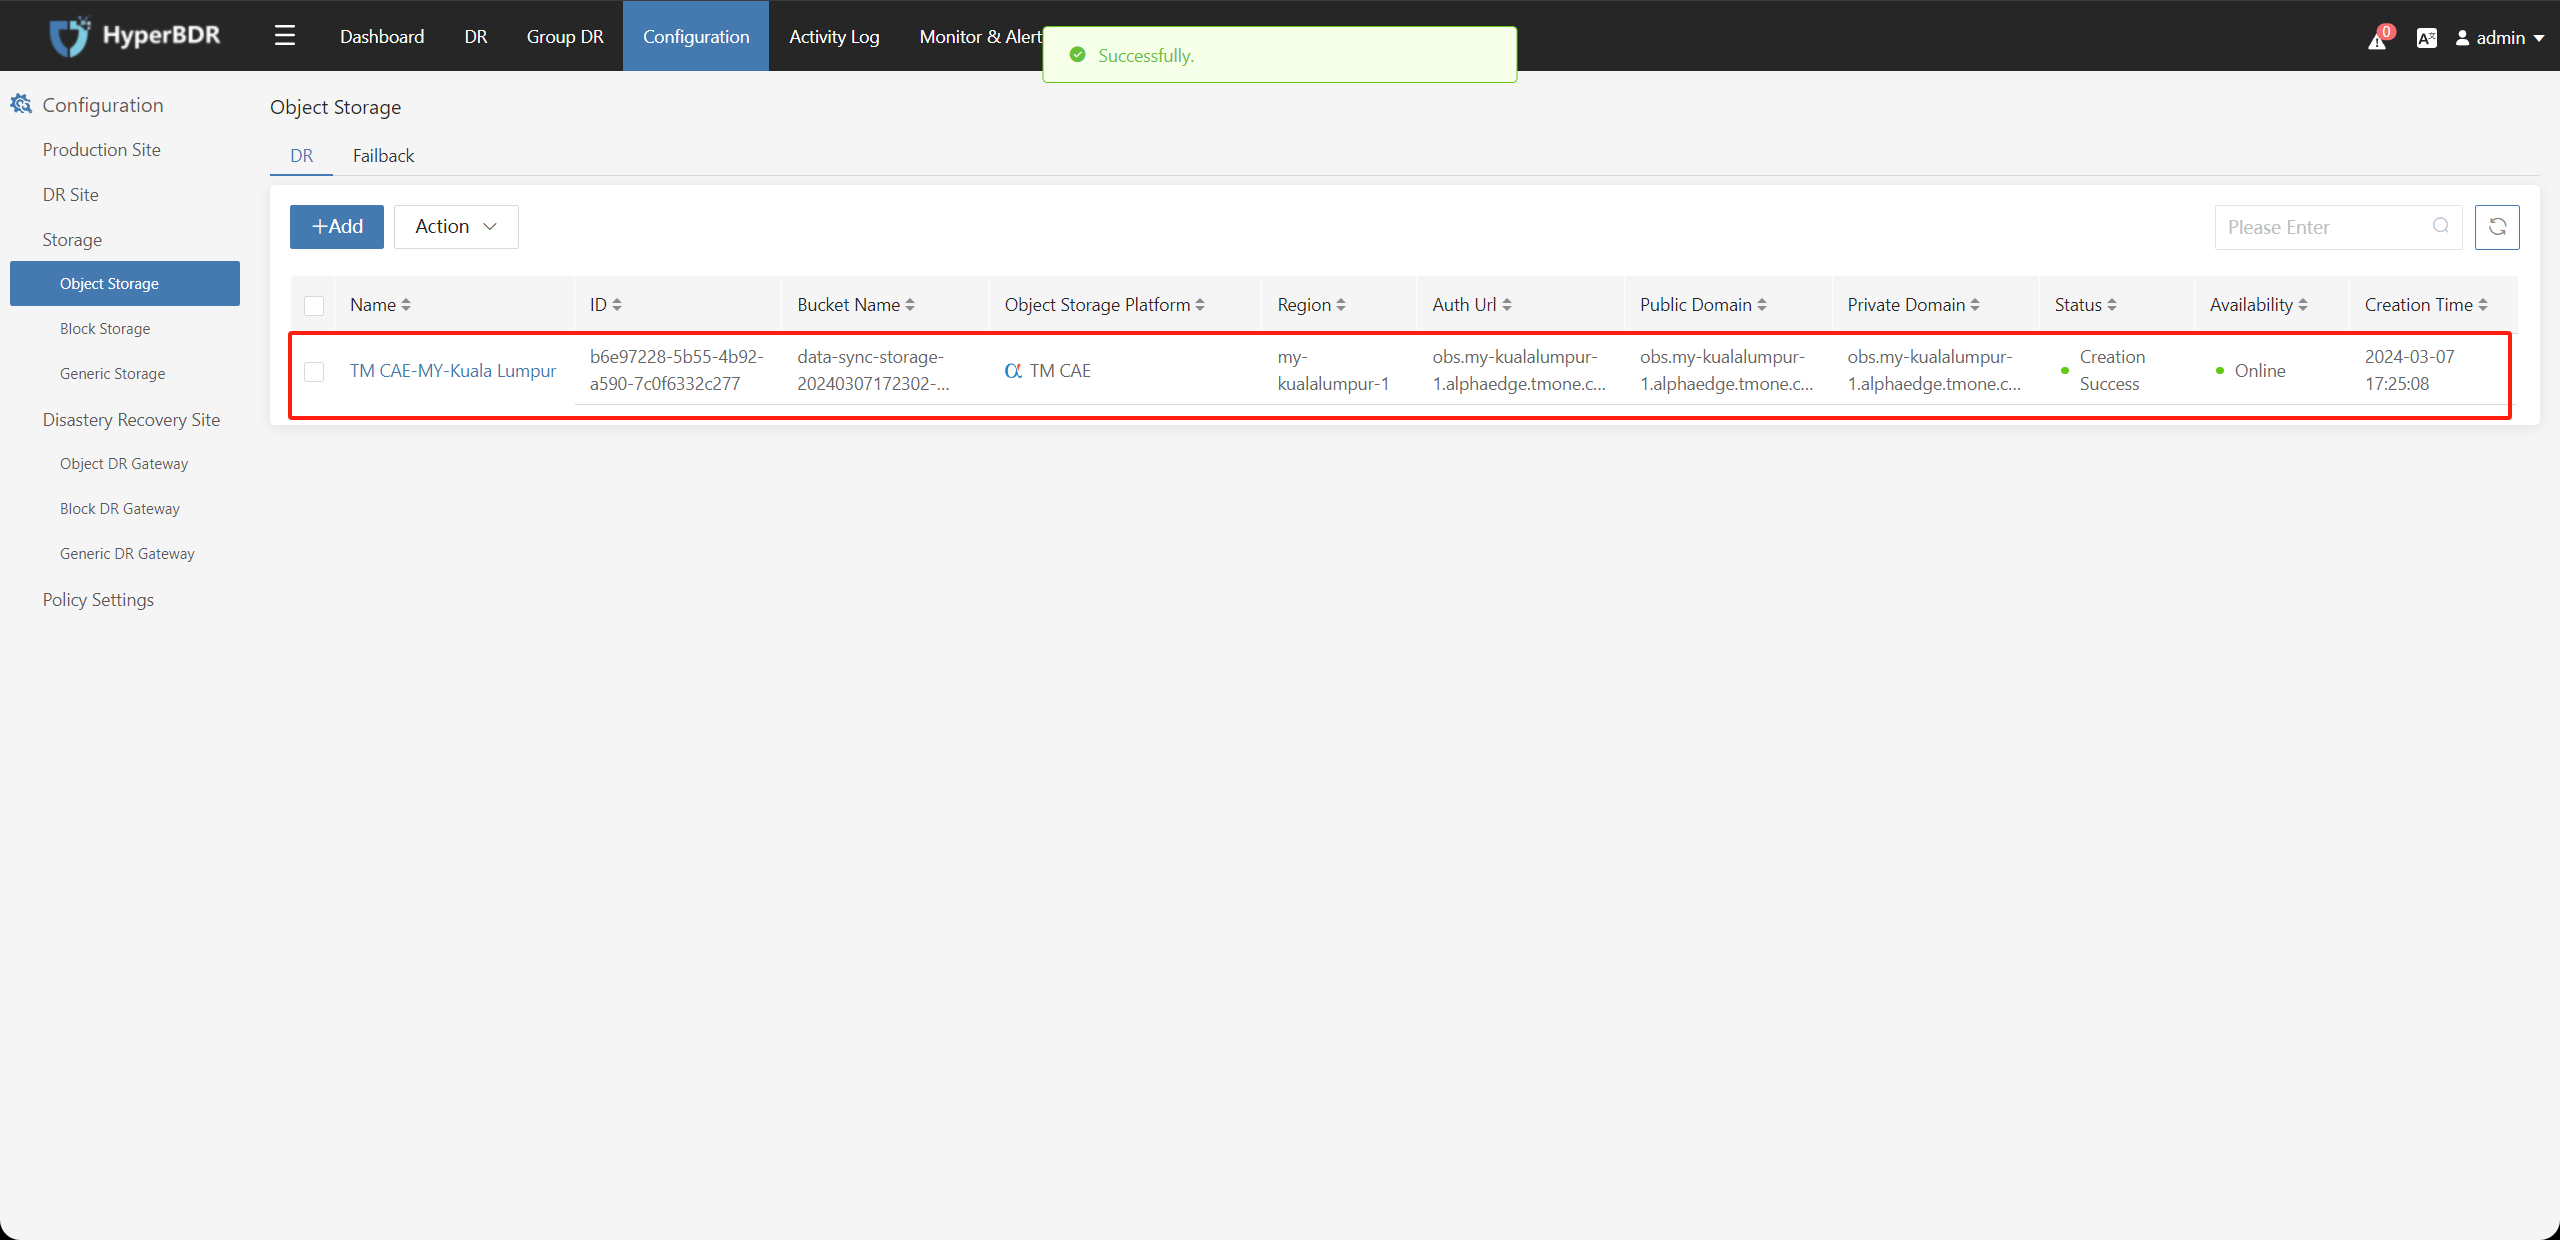 HyperBDR
Dashboard
DR
Group DR
Configuration
Activity Log
Monitor & Alert
Successfully.
0
admin
Configuration
Production Site
DR Site
Storage
Object Storage
Block Storage
Generic Storage
Disastery Recovery Site
Object DR Gateway
Block DR Gateway
Generic DR Gateway
Policy Settings
Object Storage
DR
Failback
+Add
Action
Please Enter
Name
ID
Bucket Name
Object Storage Platform
Region
Auth Url
Public Domain
Private Domain
Status
Availability
Creation Time
TM CAE-MY-Kuala Lumpur
b6e97228-5b55-4b92-
a590-7c0f6332c277
data-sync-storage-
20240307172302-...
TM CAE
my-
kualalumpur-1
obs.my-kualalumpur-
1.alphaedge.tmone.c...
obs.my-kualalumpur-
1.alphaedge.tmone.c...
obs.my-kualalumpur-
1.alphaedge.tmone.c...
Creation
Success
Online
2024-03-07
17:25:08